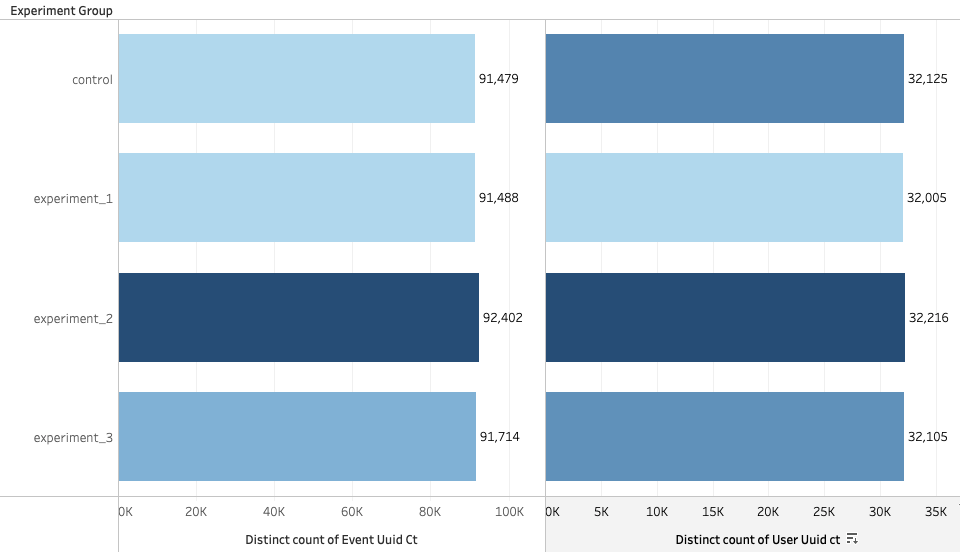 Experiment Group
control 91,479 32,125
experiment_1 91,488 32,005
experiment_2 92,402 32,216
experiment_3 91,714 32,105
0K 20K 40K 60K 80K 100K 0K 5K 10K 15K 20K 25K 30K 35K
Distinct count of Event Uuid Ct Distinct count of User Uuid ct